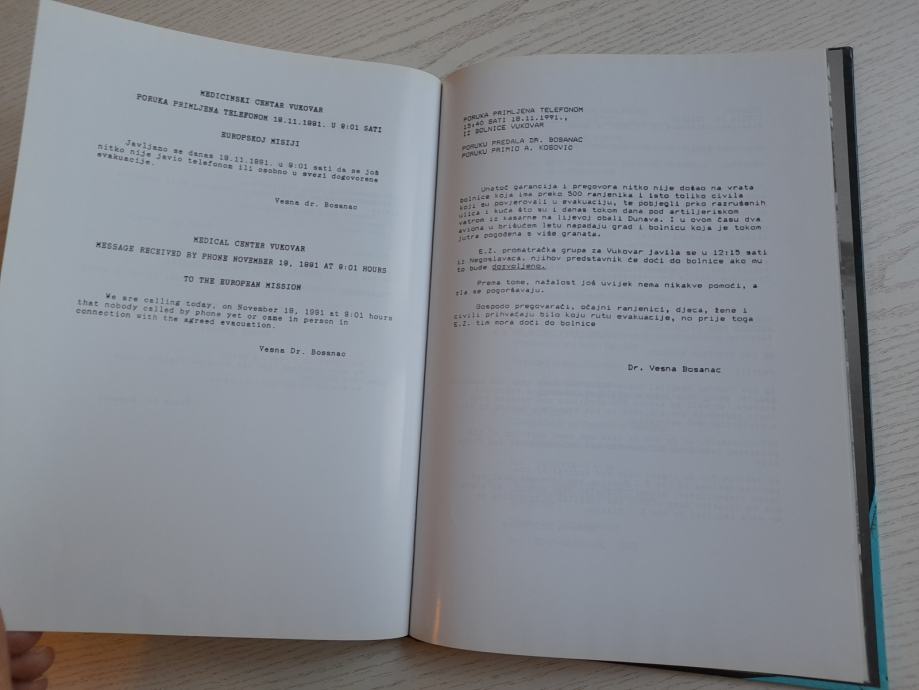 MEDICINSKI CENTAR VUKOVAR
PORUKA PRIMLJENA TELEFONOM 19.11.1991. U 9:01 SATI
EUROPSKOJ MISIJI
Javljamo se danas 19.11.1991. u 9:01 sati da se još
nitko nije javio telefonom ili osobno u svezi dogovorene
evakuacije.
Vesna dr. Bosanac
MEDICAL CENTER VUKOVAR
MESSAGE RECEIVED BY PHONE NOVEMBER 19, 1991 AT 9:01 HOURS
TO THE EUROPEAN MISSION
We are calling today, on November 19, 1991 at 9:01 hours
that nobody called by phone yet or came in person in
connection with the agreed evacuation.
Vesna Dr. Bosanac
PORUKA PRIMLJENA TELEFONOM
15:40 SATI 18.11.1991.,
IZ BOLNICE VUKOVAR
PORUKU PREDALA DR. BOSANAC
PORUKU PRIMIO A. KOSOVIC
Unatoč garancija i pregovora nitko nije došao na vrata
bolnice koja ima preko 500 ranjenika i isto toliko civila
koji su povjerovali u evakuaciju, te pobjegli prko razrušenih
ulica i kuća što su i danas tokom dana pod artiljeriskom
vatrom iz kasarne na lijevoj obali Dunava. I u ovom času dva
aviona u brišućem letu napadaju grad i bolnicu koja je tokom
jutra pogođena s više granata.
E.Z. promatračka grupa za Vukovar javila se u 12:15 sati
iz Negoslavaca, njihov predstavnik će doći do bolnice ako mu
to bude dozvoljeno.
Prema tome, nažalost još uvijek nema nikakve pomoći, a
zla se pogoršavaju.
Gospodo pregovarači, očajni ranjenici, djeca, žene i
civili prihvaćaju bilo koju rutu evakuacije, no prije toga
E.Z. tim mora doći do bolnice
Dr. Vesna Bosanac